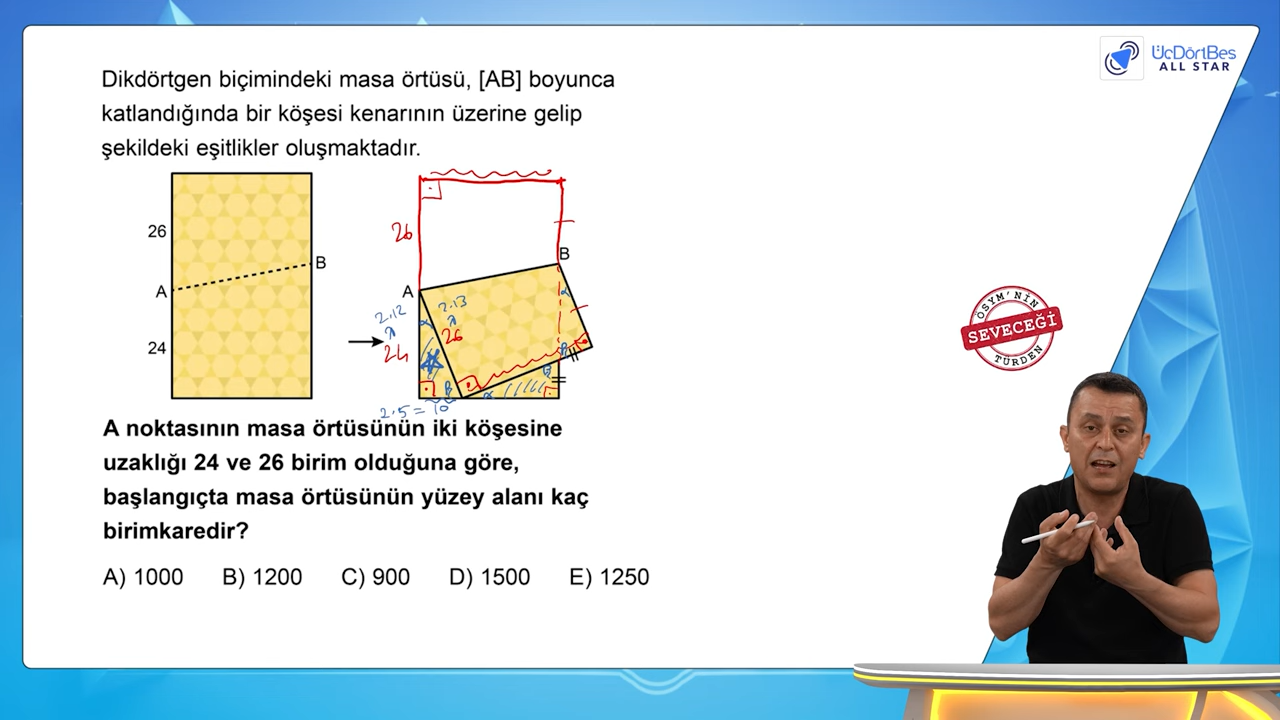 ÜçDörtBeş
ALL STAR
Dikdörtgen biçimindeki masa örtüsü, [AB] boyunca
katlandığında bir köşesi kenarının üzerine gelip
şekildeki eşitlikler oluşmaktadır.
26
B
A
24
26
B
A
2.12
2.13
α
α
24
26
β
β
β
α
2.5 = 10
ÖSYM'NİN
SEVECEĞİ
TÜRDEN
A noktasının masa örtüsünün iki köşesine
uzaklığı 24 ve 26 birim olduğuna göre,
başlangıçta masa örtüsünün yüzey alanı kaç
birimkaredir?
A) 1000 B) 1200 C) 900 D) 1500 E) 1250